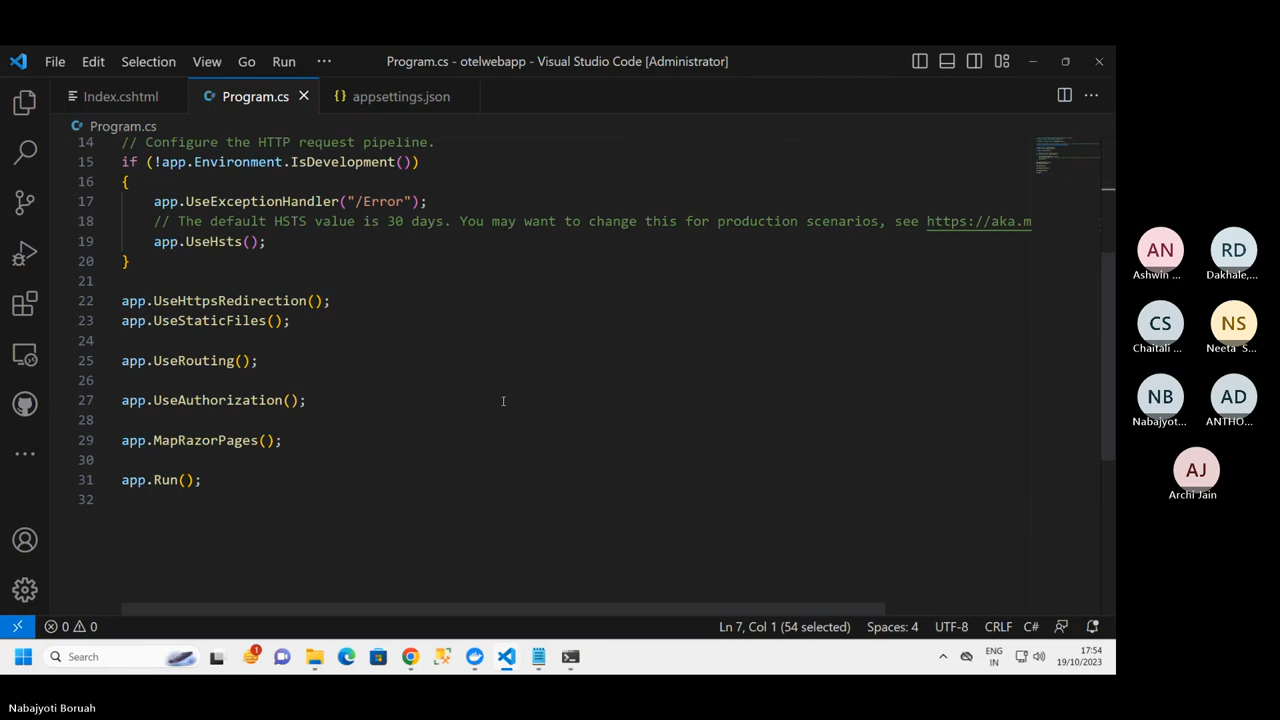 File Edit Selection View Go Run ··· Program.cs - otelwebapp - Visual Studio Code [Administrator]
Index.cshtml Program.cs appsettings.json
Program.cs
14 // Configure the HTTP request pipeline.
15 if (!app.Environment.IsDevelopment())
16 {
17 app.UseExceptionHandler("/Error");
18 // The default HSTS value is 30 days. You may want to change this for production scenarios, see https://aka.m
19 app.UseHsts();
20 }
21
22 app.UseHttpsRedirection();
23 app.UseStaticFiles();
24
25 app.UseRouting();
26
27 app.UseAuthorization();
28
29 app.MapRazorPages();
30
31 app.Run();
32
0 0 Ln 7, Col 1 (54 selected) Spaces: 4 UTF-8 CRLF C#
Search 1 ENG IN 17:54 19/10/2023
AN RD
Ashwin ... Dakhale,...
CS NS
Chaitali ... Neeta S...
NB AD
Nabajyot... ANTHO...
AJ
Archi Jain
Nabajyoti Boruah